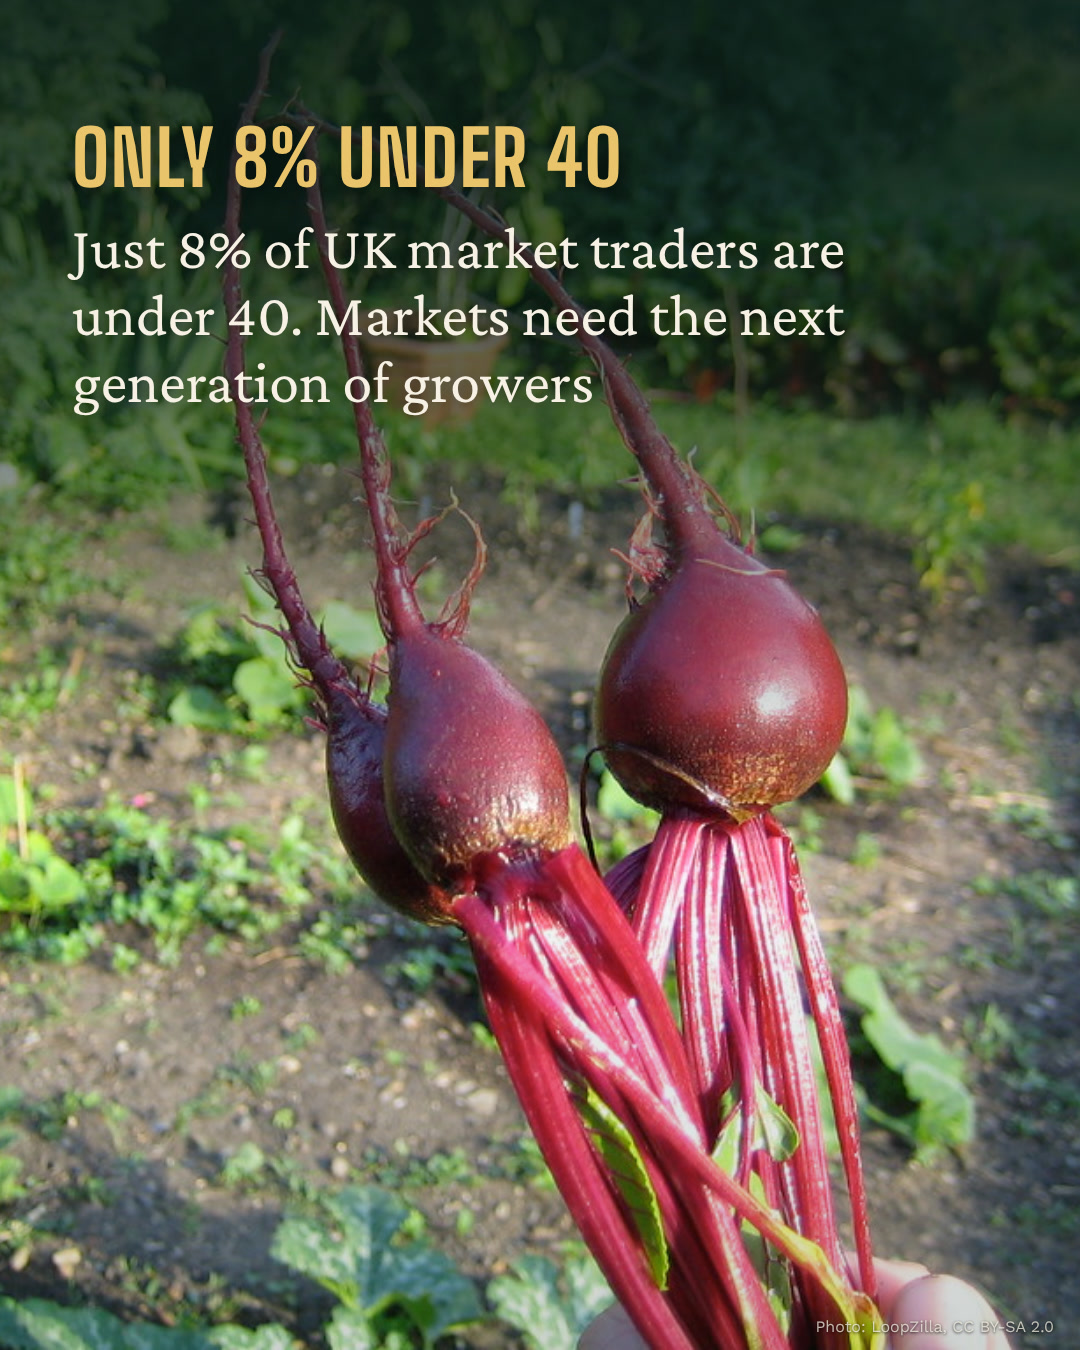 ONLY 8% UNDER 40
Just 8% of UK market traders are
under 40. Markets need the next
generation of growers
Photo: LoopZilla, CC BY-SA 2.0